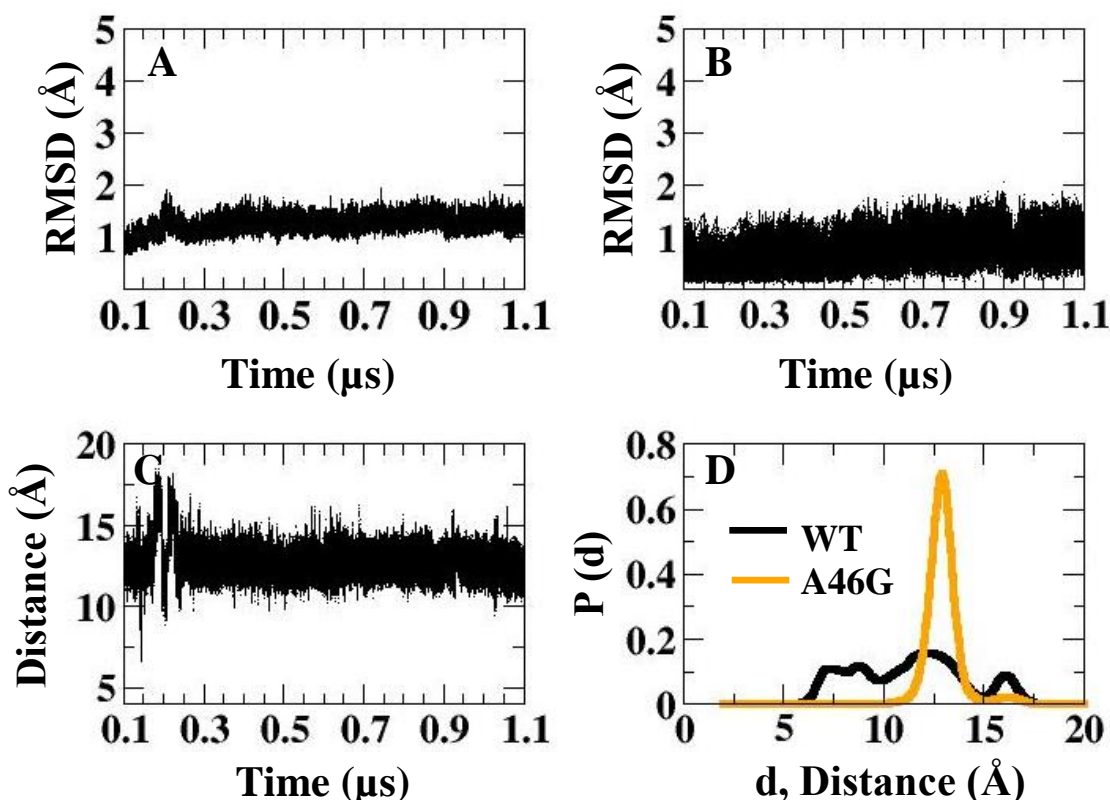 A
RMSD (Å)
5
4
3
2
1
0.1 0.3 0.5 0.7 0.9 1.1
Time (µs)
B
RMSD (Å)
5
4
3
2
1
0.1 0.3 0.5 0.7 0.9 1.1
Time (µs)
C
Distance (Å)
20
15
10
5
0.1 0.3 0.5 0.7 0.9 1.1
Time (µs)
D
P (d)
0.8
0.6
0.4
0.2
0
WT
A46G
0 5 10 15 20
d, Distance (Å)